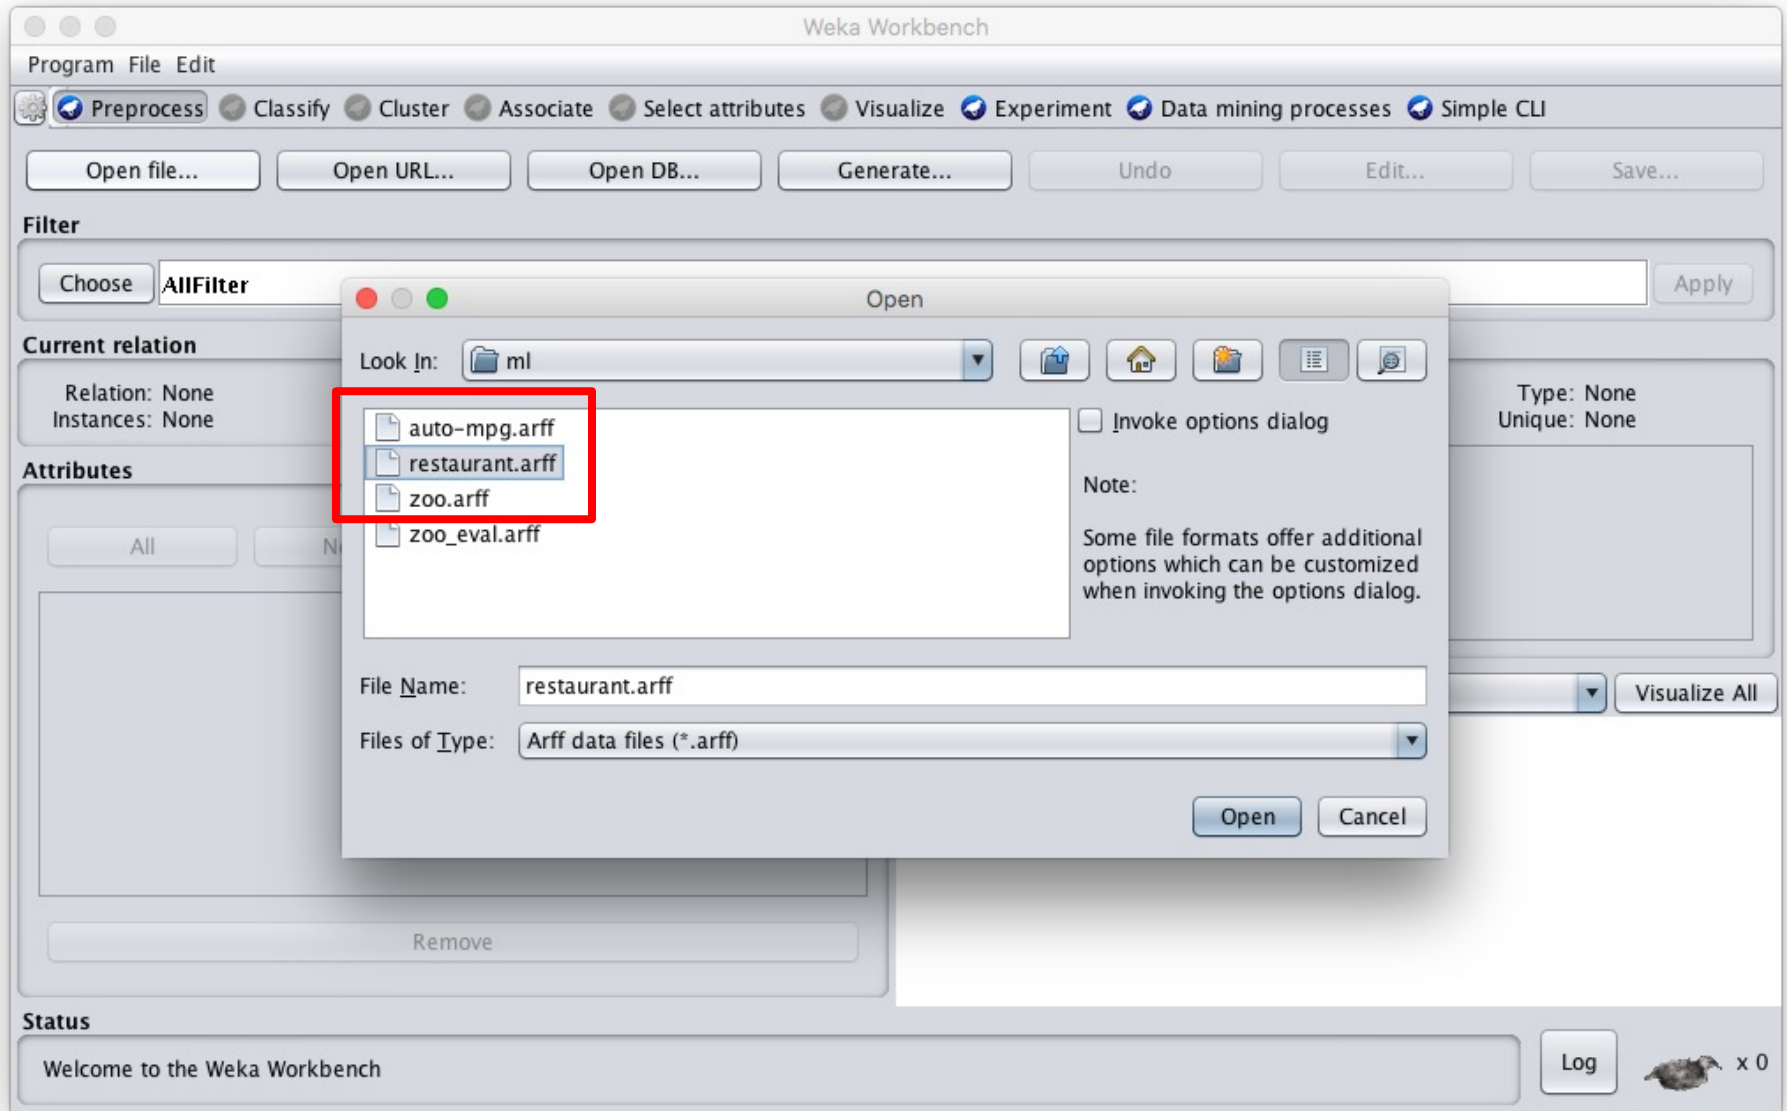 Weka Workbench
Program File Edit
Preprocess Classify Cluster Associate Select attributes Visualize Experiment Data mining processes Simple CLI
Open file... Open URL... Open DB... Generate... Undo Edit... Save...
Filter
Choose AllFilter Apply
Open
Look In: ml
Current relation
Relation: None
Instances: None
Type: None
Unique: None
auto-mpg.arff
restaurant.arff
zoo.arff
zoo_eval.arff
Invoke options dialog
Note:
Some file formats offer additional
options which can be customized
when invoking the options dialog.
Attributes
All
File Name: restaurant.arff
Files of Type: Arff data files (*.arff)
Open Cancel
Visualize All
Remove
Status
Welcome to the Weka Workbench
Log x 0